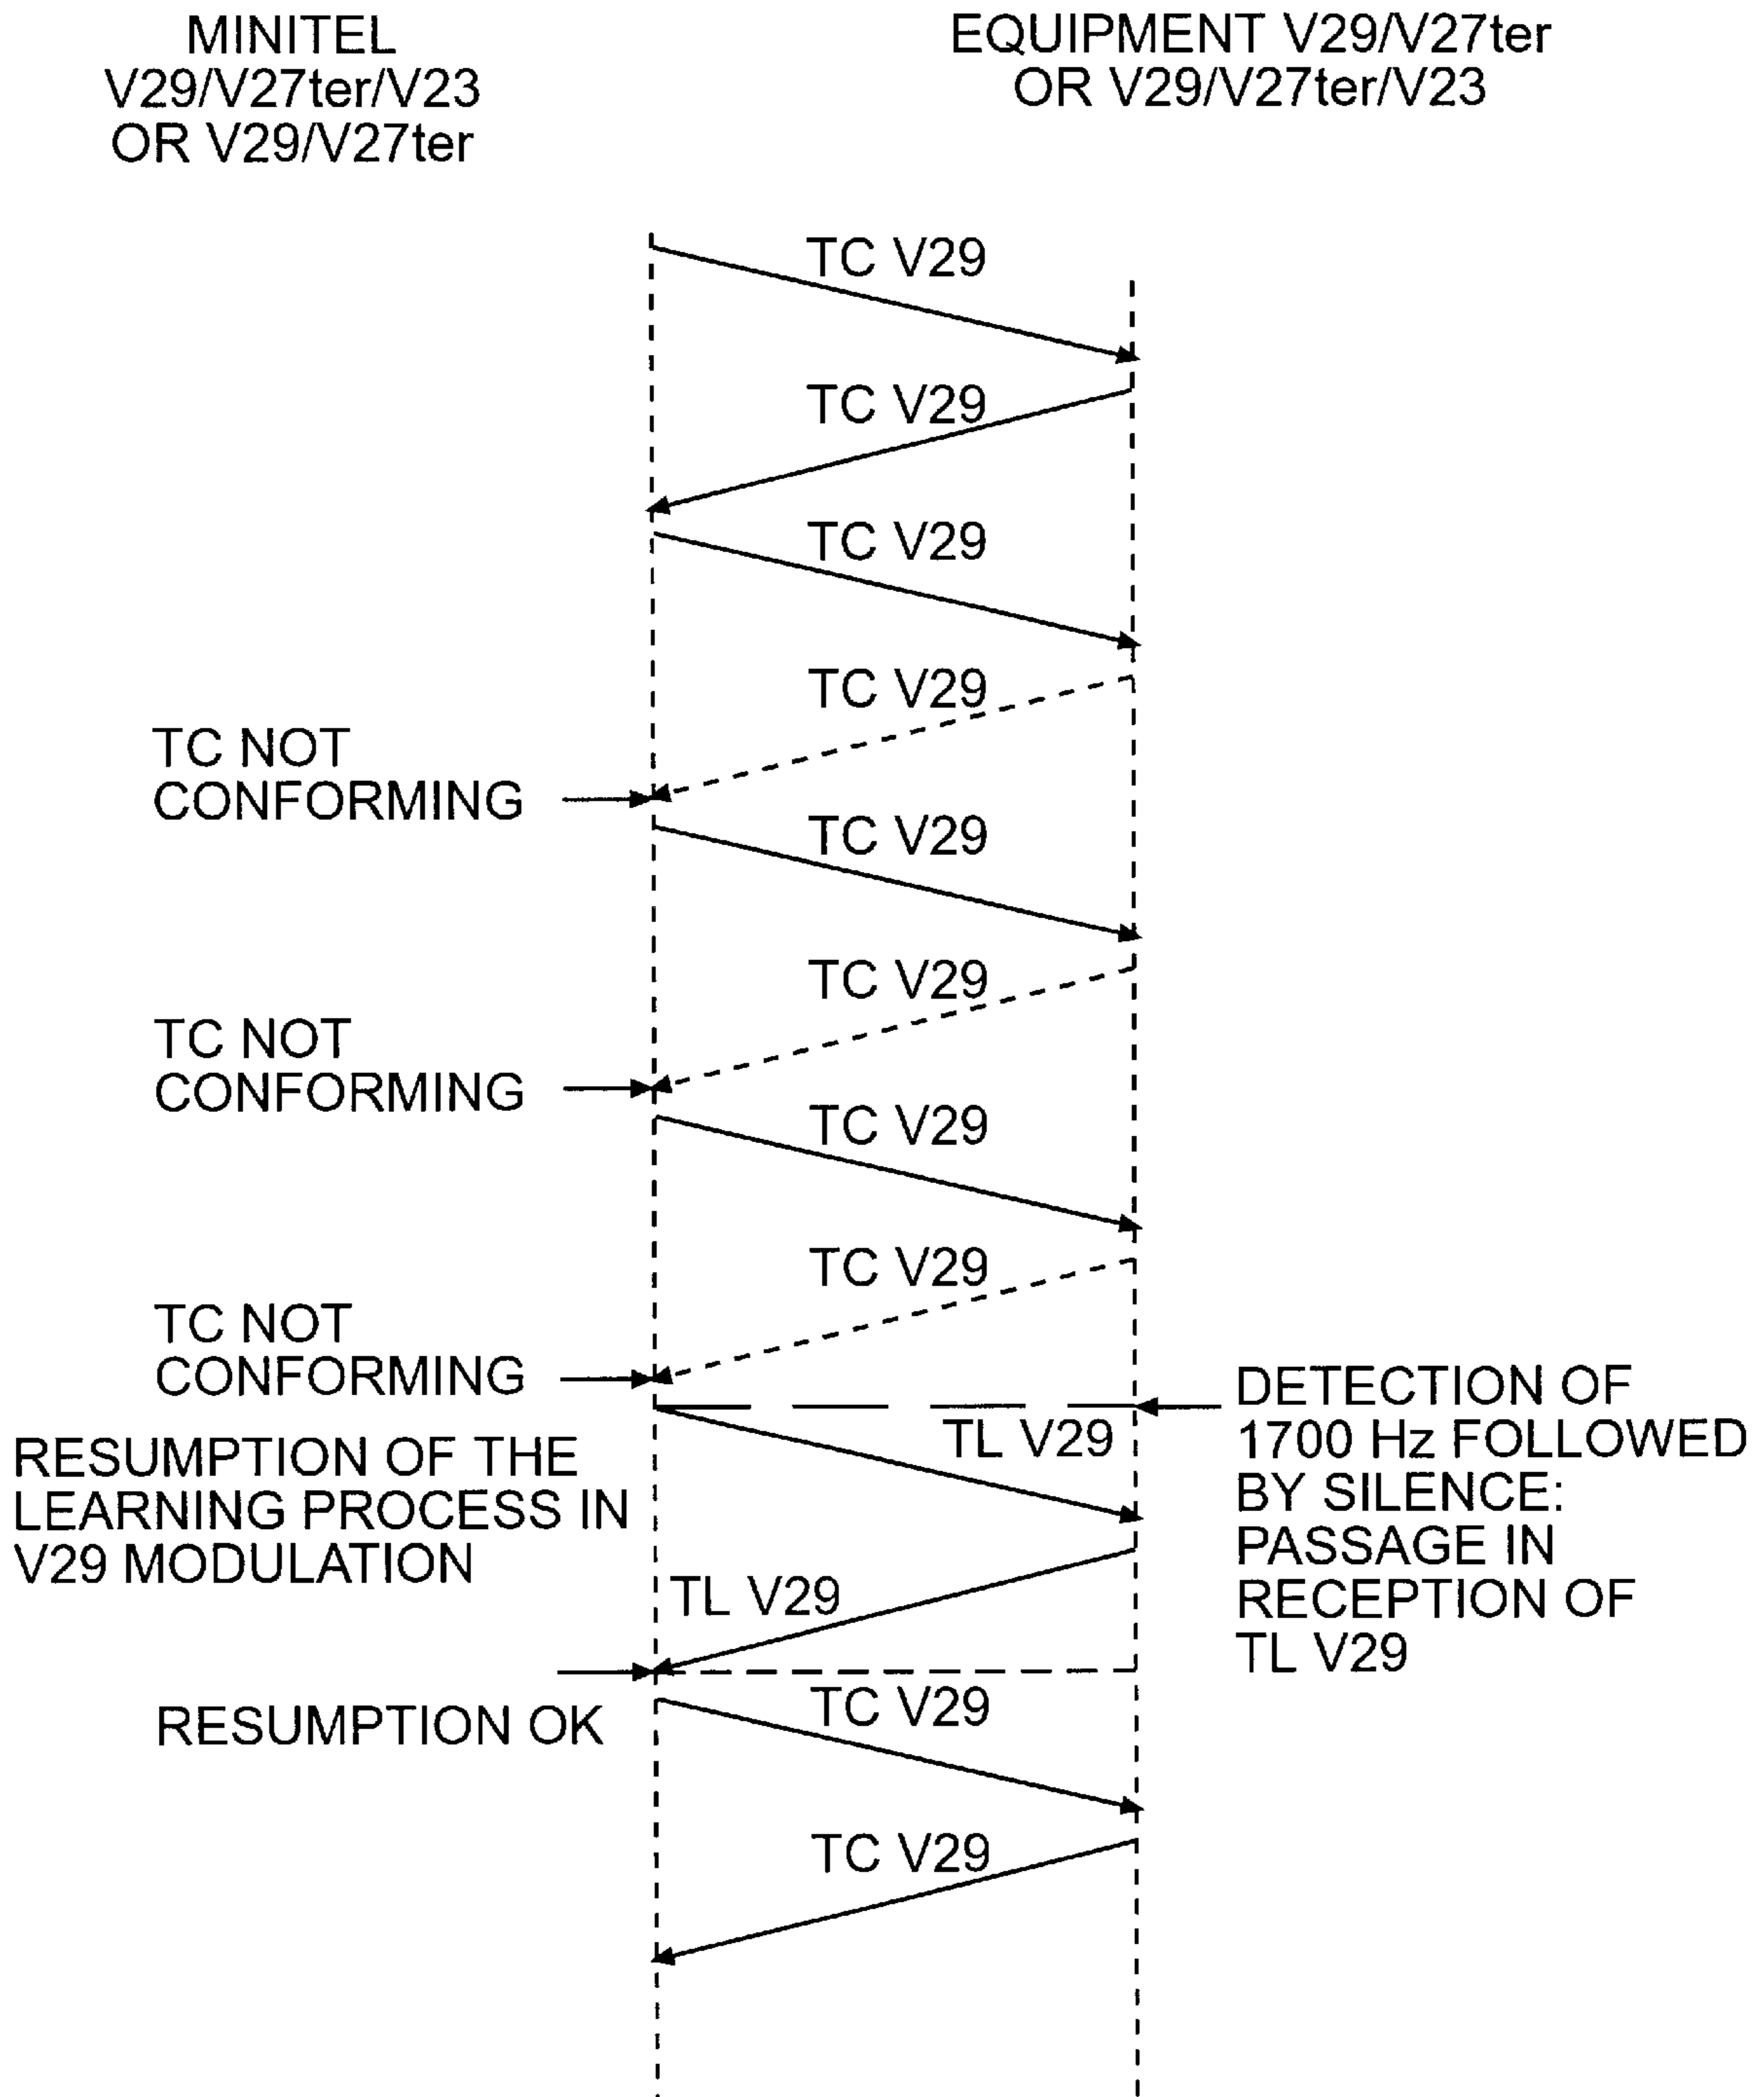 MINITEL
V29/V27ter/V23
OR V29/V27ter
EQUIPMENT V29/V27ter
OR V29/V27ter/V23
TC V29
TC V29
TC V29
TC V29
TC NOT
CONFORMING
TC V29
TC V29
TC NOT
CONFORMING
TC V29
TC V29
TC NOT
CONFORMING
DETECTION OF
1700 Hz FOLLOWED
BY SILENCE:
PASSAGE IN
RECEPTION OF
TL V29
TL V29
RESUMPTION OF THE
LEARNING PROCESS IN
V29 MODULATION
TL V29
RESUMPTION OK
TC V29
TC V29